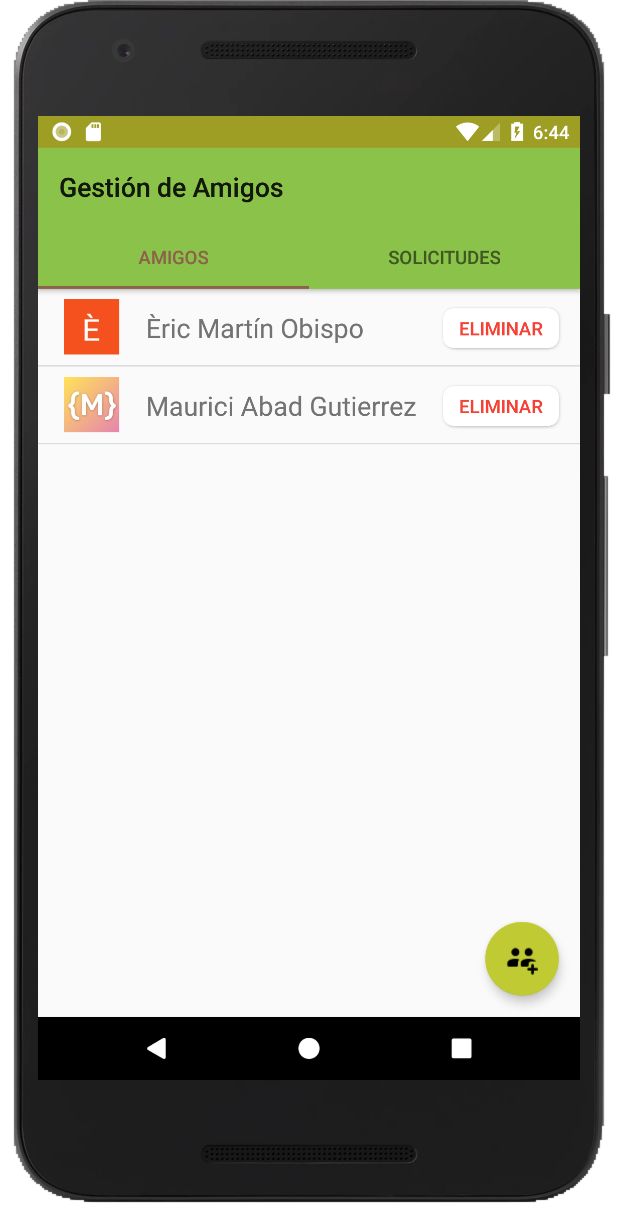 6:44
Gestión de Amigos
AMIGOS SOLICITUDES
È Èric Martín Obispo ELIMINAR
{M} Maurici Abad Gutierrez ELIMINAR